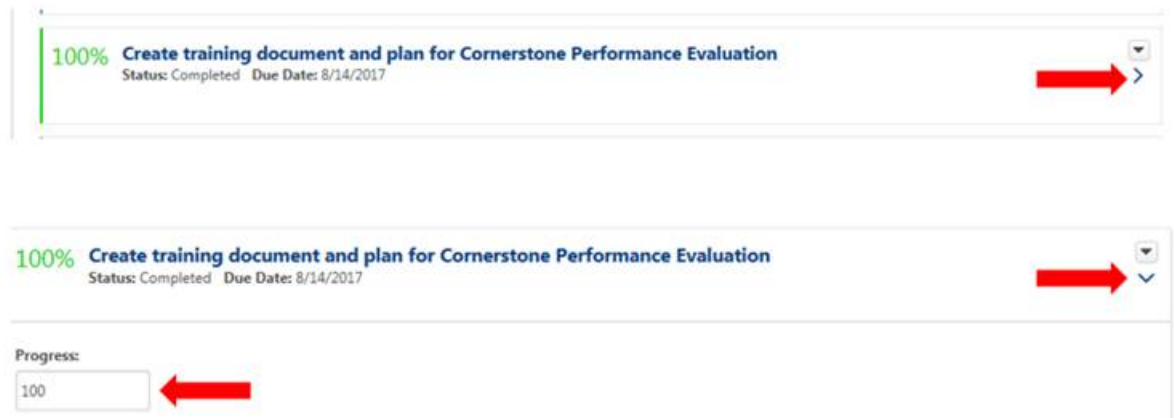 100% Create training document and plan for Cornerstone Performance Evaluation
Status: Completed Due Date: 8/14/2017
100% Create training document and plan for Cornerstone Performance Evaluation
Status: Completed Due Date: 8/14/2017
Progress:
100